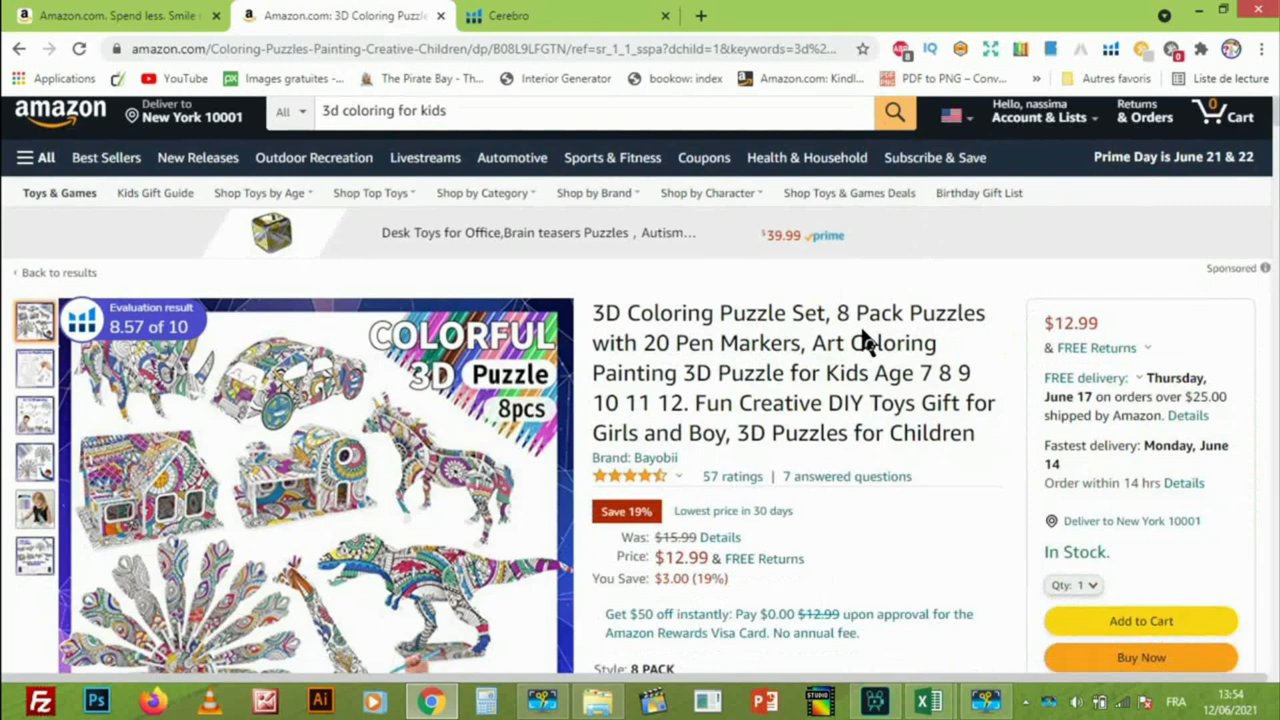 Amazon.com. Spend less. Smile
Amazon.com: 3D Coloring Puzzle
Cerebro
amazon.com/Coloring-Puzzles-Painting-Creative-Children/dp/B08L9LFGTN/ref=sr_1_1_sspa?dchild=1&keywords=3d%2...
Applications
YouTube
Images gratuites -...
The Pirate Bay - Th...
Interior Generator
bookow: index
Amazon.com: Kindl...
PDF to PNG – Conv...
»
Autres favoris
Liste de lecture
amazon
Deliver to
New York 10001
All
3d coloring for kids
Hello, nassima
Account & Lists
Returns
& Orders
0
Cart
All
Best Sellers
New Releases
Outdoor Recreation
Livestreams
Automotive
Sports & Fitness
Coupons
Health & Household
Subscribe & Save
Prime Day is June 21 & 22
Toys & Games
Kids Gift Guide
Shop Toys by Age
Shop Top Toys
Shop by Category
Shop by Brand
Shop by Character
Shop Toys & Games Deals
Birthday Gift List
Desk Toys for Office,Brain teasers Puzzles , Autism...
$39.99 prime
‹ Back to results
Sponsored
Evaluation result
8.57 of 10
COLORFUL
3D Puzzle
8pcs
3D Coloring Puzzle Set, 8 Pack Puzzles
with 20 Pen Markers, Art Coloring
Painting 3D Puzzle for Kids Age 7 8 9
10 11 12. Fun Creative DIY Toys Gift for
Girls and Boy, 3D Puzzles for Children
Brand: Bayobii
57 ratings | 7 answered questions
Save 19%
Lowest price in 30 days
Was: $15.99 Details
Price: $12.99 & FREE Returns
You Save: $3.00 (19%)
Get $50 off instantly: Pay $0.00 $12.99 upon approval for the
Amazon Rewards Visa Card. No annual fee.
Style: 8 PACK
$12.99
& FREE Returns
FREE delivery: Thursday,
June 17 on orders over $25.00
shipped by Amazon. Details
Fastest delivery: Monday, June
14
Order within 14 hrs Details
Deliver to New York 10001
In Stock.
Qty: 1
Add to Cart
Buy Now
FZ
Ps
Ai
STUDIO
FRA
13:54
12/06/2021